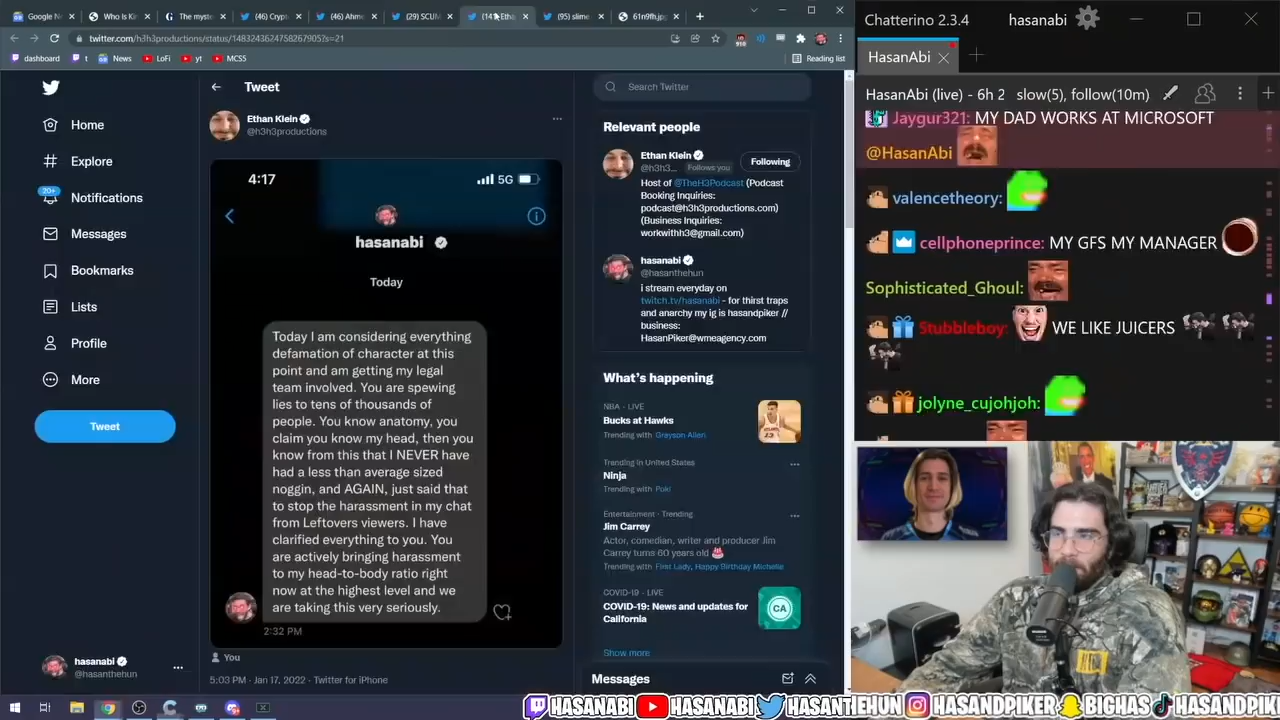 Google N
Who is Ki
The myste
(46) Crypt
(46) Ahme
(29) SCUM
(14) Etha
(95) slime
61n9fh.jpg
twitter.com/h3h3productions/status/1483243624758267905?s=21
dashboard
t
News
LoFi
yt
MCS5
Reading list
Home
Explore
20+
Notifications
Messages
Bookmarks
Lists
Profile
More
Tweet
hasanabi
@hasanthehun
Tweet
Ethan Klein
@h3h3productions
4:17
5G
hasanabi
Today
Today I am considering everything
defamation of character at this
point and am getting my legal
team involved. You are spewing
lies to tens of thousands of
people. You know anatomy, you
claim you know my head, then you
know from this that I NEVER have
had a less than average sized
noggin, and AGAIN, just said that
to stop the harassment in my chat
from Leftovers viewers. I have
clarified everything to you. You
are actively bringing harassment
to my head-to-body ratio right
now at the highest level and we
are taking this very seriously.
2:32 PM
You
5:03 PM · Jan 17, 2022 · Twitter for iPhone
Search Twitter
Relevant people
Ethan Klein
@h3h3... Follows you
Following
Host of @TheH3Podcast (Podcast
Booking Inquiries:
podcast@h3h3productions.com)
(Business Inquiries:
workwithh3@gmail.com)
hasanabi
@hasanthehun
i stream everyday on
twitch.tv/hasanabi - for thirst traps
and anarchy my ig is hasandpiker //
business:
HasanPiker@wmeagency.com
What's happening
NBA · LIVE
Bucks at Hawks
Trending with Grayson Allen
Trending in United States
Ninja
Trending with Poki
Entertainment · Trending
Jim Carrey
Actor, comedian, writer and producer Jim
Carrey turns 60 years old
Trending with First Lady, Happy Birthday Michelle
COVID-19 · LIVE
COVID-19: News and updates for
California
CA
Show more
Messages
Chatterino 2.3.4
hasanabi
HasanAbi
HasanAbi (live) - 6h 2 slow(5), follow(10m)
Jaygur321: MY DAD WORKS AT MICROSOFT
@HasanAbi
valencetheory:
cellphoneprince: MY GFS MY MANAGER
Sophisticated_Ghoul:
Stubbleboy: WE LIKE JUICERS
jolyne_cujohjoh:
HASANABI
HASANABI
HASANTHEHUN
HASANDPIKER
BIGHAS
HASANDPIK